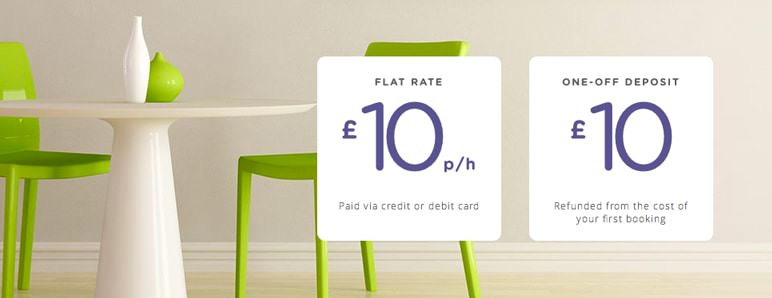 FLAT RATE
£10 p/h
Paid via credit or debit card
ONE-OFF DEPOSIT
£10
Refunded from the cost of
your first booking